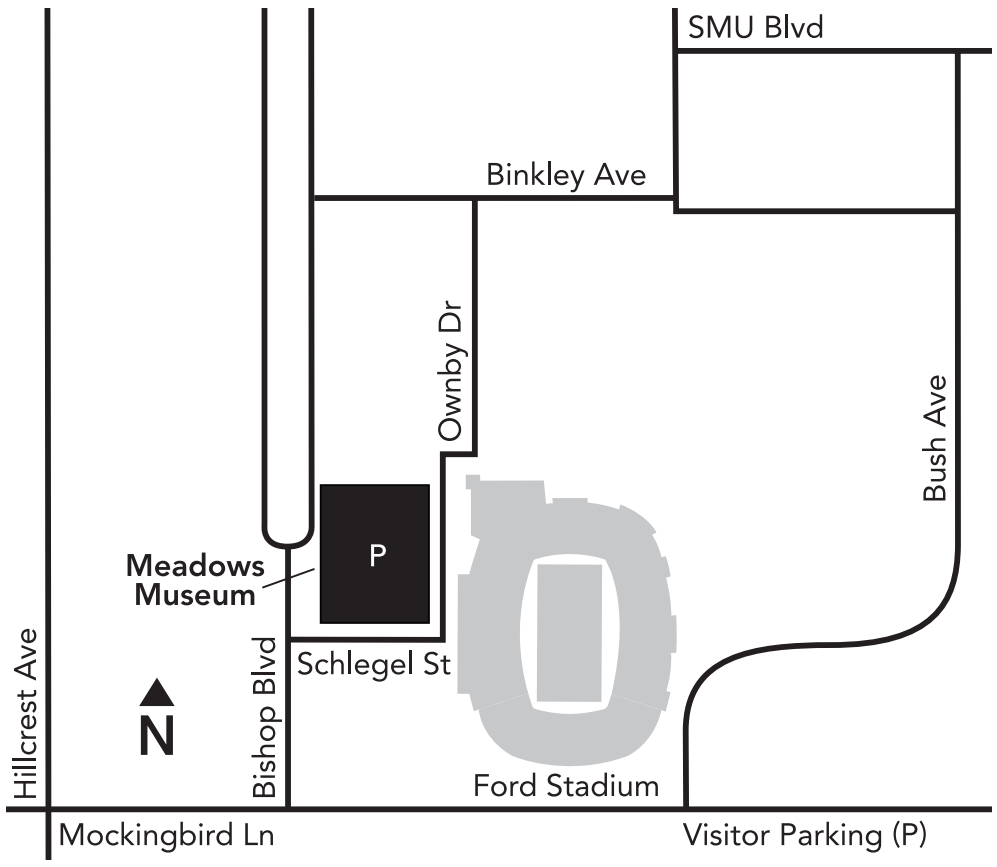 SMU Blvd
Binkley Ave
Ownby Dr
Bush Ave
P
Meadows
Museum
Schlegel St
Hillcrest Ave
N
Bishop Blvd
Ford Stadium
Mockingbird Ln
Visitor Parking (P)